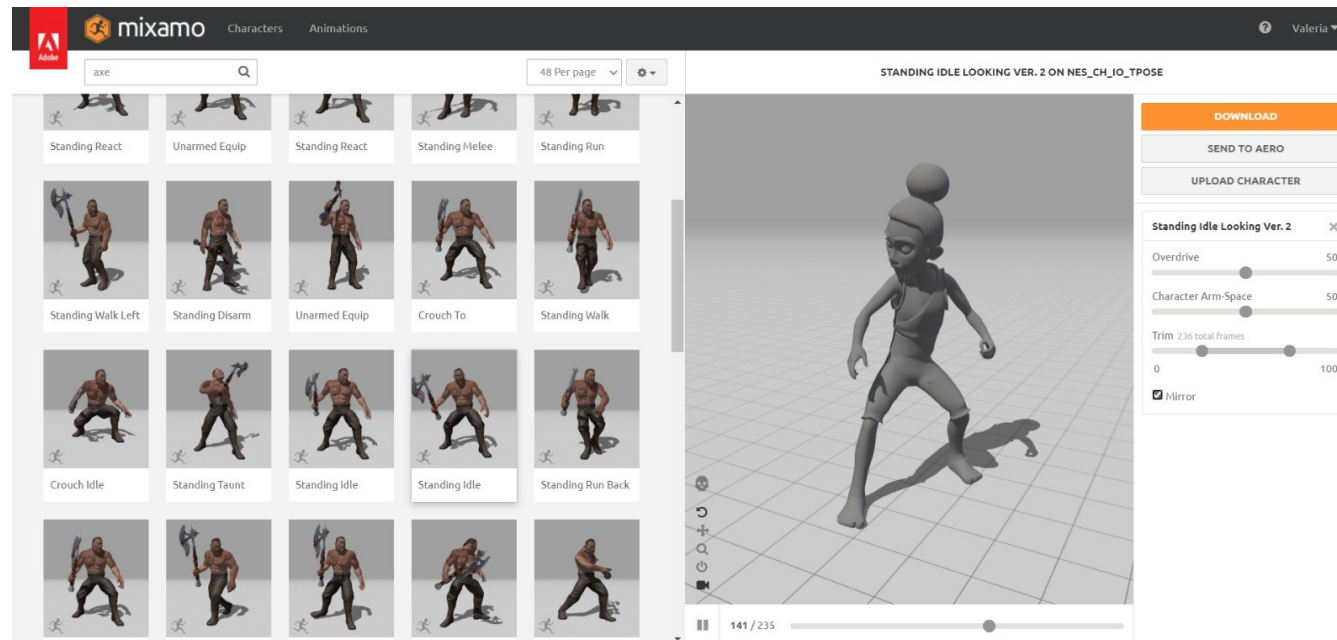 Adobe
mixamo
Characters
Animations
Valeria
axe
48 Per page
STANDING IDLE LOOKING VER. 2 ON NES_CH_IO_TPOSE
Standing React
Unarmed Equip
Standing React
Standing Melee
Standing Run
Standing Walk Left
Standing Disarm
Unarmed Equip
Crouch To
Standing Walk
Crouch Idle
Standing Taunt
Standing Idle
Standing Idle
Standing Run Back
141 / 235
DOWNLOAD
SEND TO AERO
UPLOAD CHARACTER
Standing Idle Looking Ver. 2
Overdrive 50
Character Arm-Space 50
Trim 236 total frames
0 100
Mirror